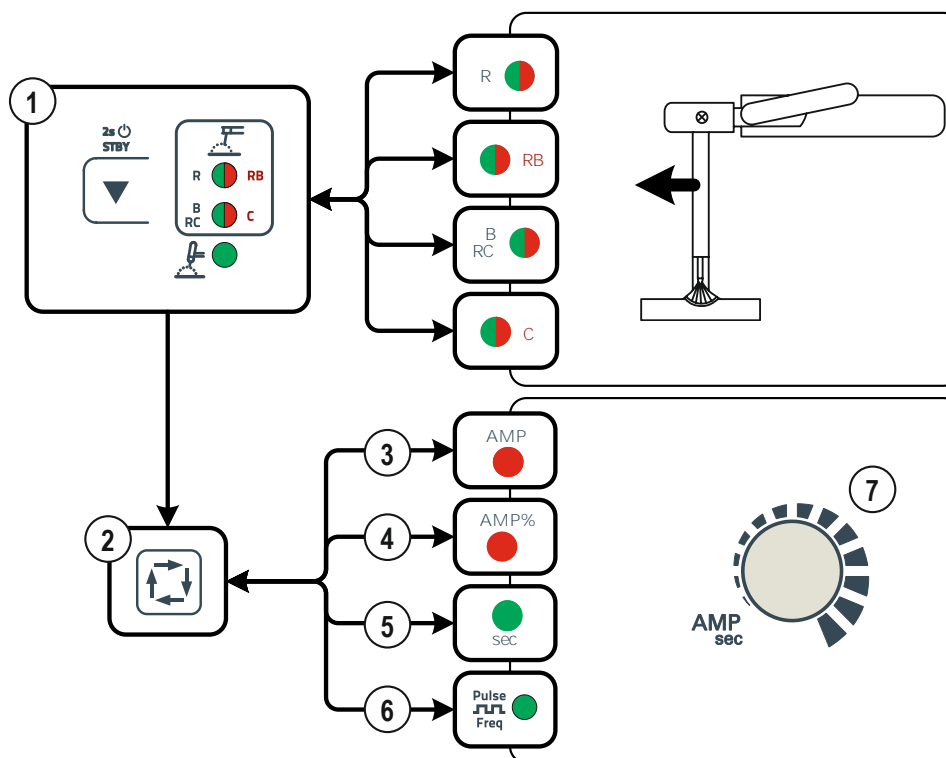 1
2s
STBY
R RB
B
RC C
R
RB
B
RC
C
2
3
AMP
4
AMP%
5
sec
6
Pulse
Freq
7
AMP
sec